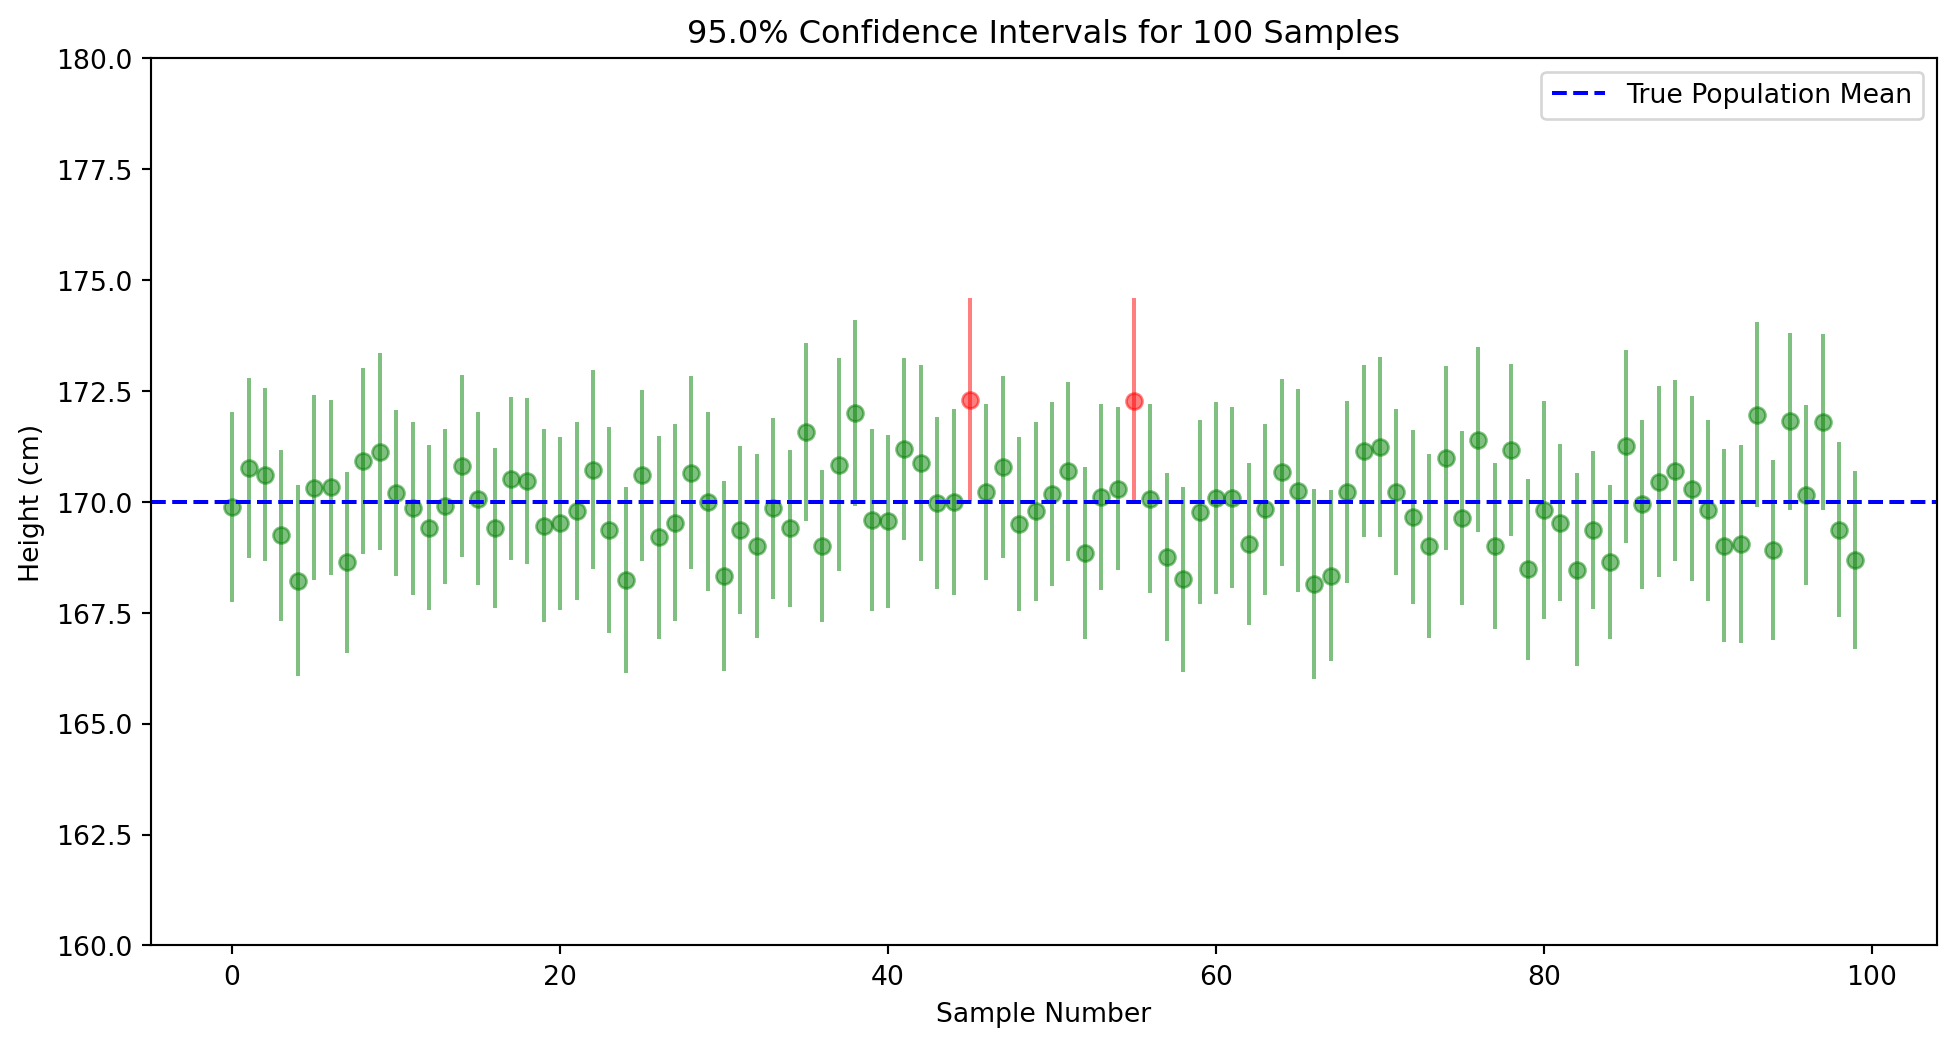 95.0% Confidence Intervals for 100 Samples
True Population Mean
180.0
177.5
175.0
172.5
170.0
167.5
165.0
162.5
160.0
Height (cm)
0 20 40 60 80 100
Sample Number